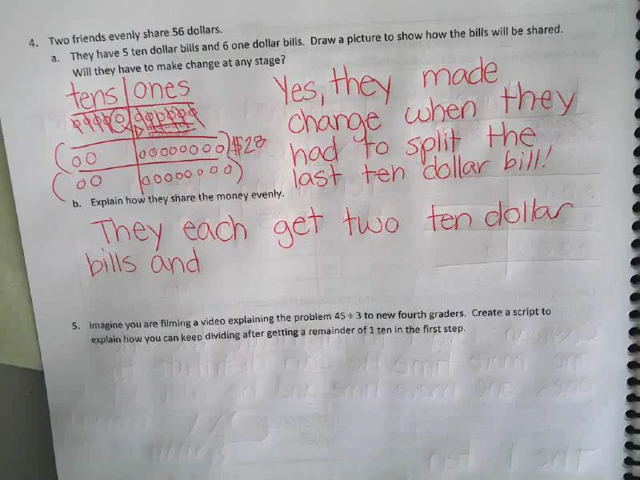 4. Two friends evenly share 56 dollars.
a. They have 5 ten dollar bills and 6 one dollar bills. Draw a picture to show how the bills will be shared.
Will they have to make change at any stage?
tens ones
$28
Yes, they made
change when they
had to split the
last ten dollar bill!
b. Explain how they share the money evenly.
They each get two ten dollar
bills and
5. Imagine you are filming a video explaining the problem 45 ÷ 3 to new fourth graders. Create a script to
explain how you can keep dividing after getting a remainder of 1 ten in the first step.